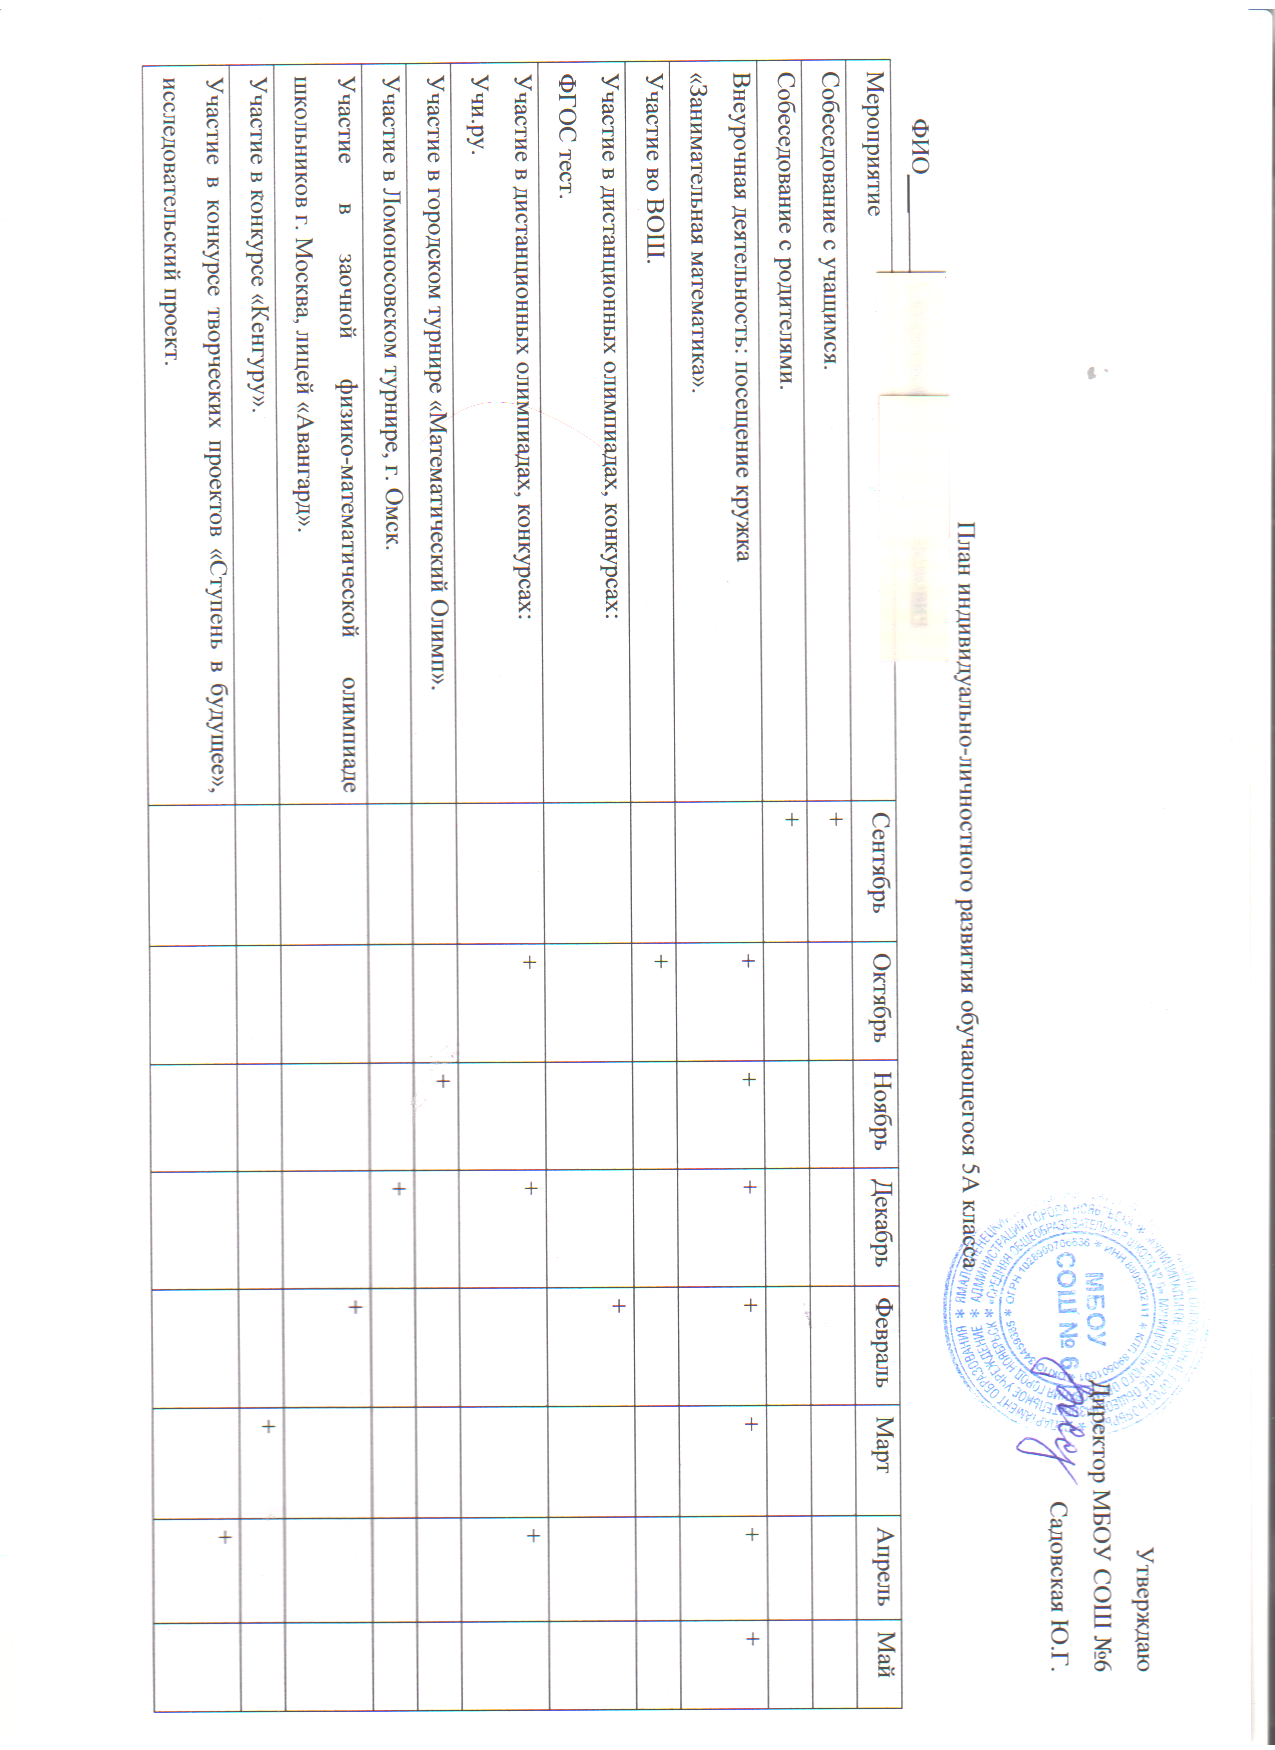 Утверждаю
Директор МБОУ СОШ №6
Садовская Ю.Г.
МБОУ
СОШ № 6
План индивидуально-личностного развития обучающегося 5А класса
ФИО
Мероприятие Сентябрь Октябрь Ноябрь Декабрь Февраль Март Апрель Май
Собеседование с учащимся. +
Собеседование с родителями. +
Внеурочная деятельность: посещение кружка + + + + + + +
«Занимательная математика».
Участие во ВОШ. +
Участие в дистанционных олимпиадах, конкурсах: +
ФГОС тест.
Участие в дистанционных олимпиадах, конкурсах: + + +
Учи.ру.
Участие в городском турнире «Математический Олимп». +
Участие в Ломоносовском турнире, г. Омск. +
Участие в заочной физико-математической олимпиаде +
школьников г. Москва, лицей «Авангард».
Участие в конкурсе «Кенгуру». +
Участие в конкурсе творческих проектов «Ступень в будущее», +
исследовательский проект.